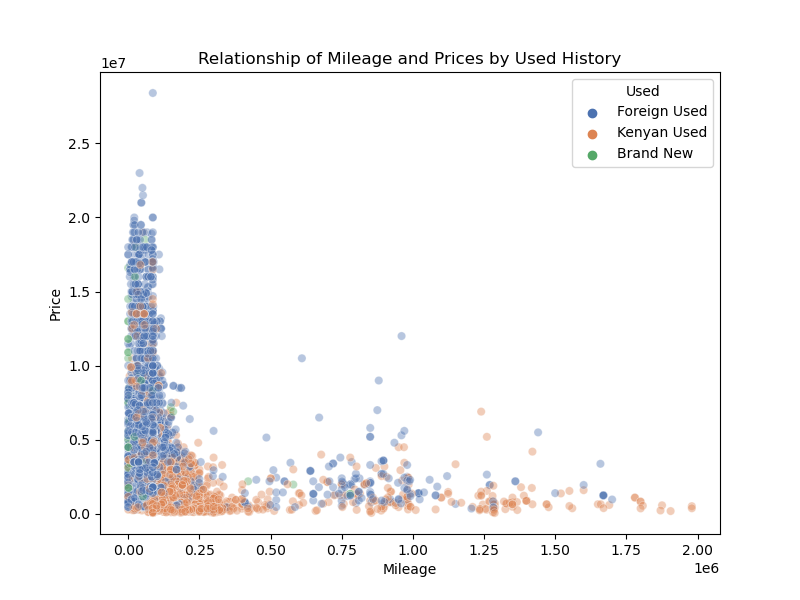 Relationship of Mileage and Prices by Used History
1e7
Used
Foreign Used
Kenyan Used
Brand New
2.5
2.0
1.5
1.0
0.5
0.0
Price
0.00 0.25 0.50 0.75 1.00 1.25 1.50 1.75 2.00
Mileage
1e6